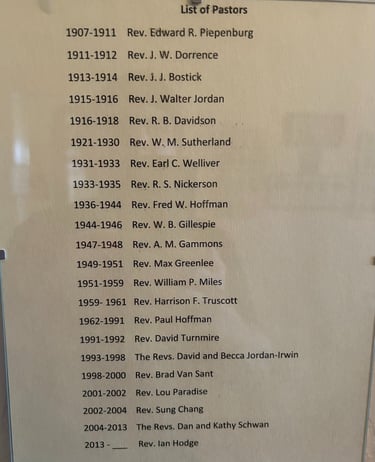 List of Pastors
1907-1911 Rev. Edward R. Piepenburg
1911-1912 Rev. J. W. Dorrence
1913-1914 Rev. J. J. Bostick
1915-1916 Rev. J. Walter Jordan
1916-1918 Rev. R. B. Davidson
1921-1930 Rev. W. M. Sutherland
1931-1933 Rev. Earl C. Welliver
1933-1935 Rev. R. S. Nickerson
1936-1944 Rev. Fred W. Hoffman
1944-1946 Rev. W. B. Gillespie
1947-1948 Rev. A. M. Gammons
1949-1951 Rev. Max Greenlee
1951-1959 Rev. William P. Miles
1959- 1961 Rev. Harrison F. Truscott
1962-1991 Rev. Paul Hoffman
1991-1992 Rev. David Turnmire
1993-1998 The Revs. David and Becca Jordan-Irwin
1998-2000 Rev. Brad Van Sant
2001-2002 Rev. Lou Paradise
2002-2004 Rev. Sung Chang
2004-2013 The Revs. Dan and Kathy Schwan
2013 - ___ Rev. Ian Hodge